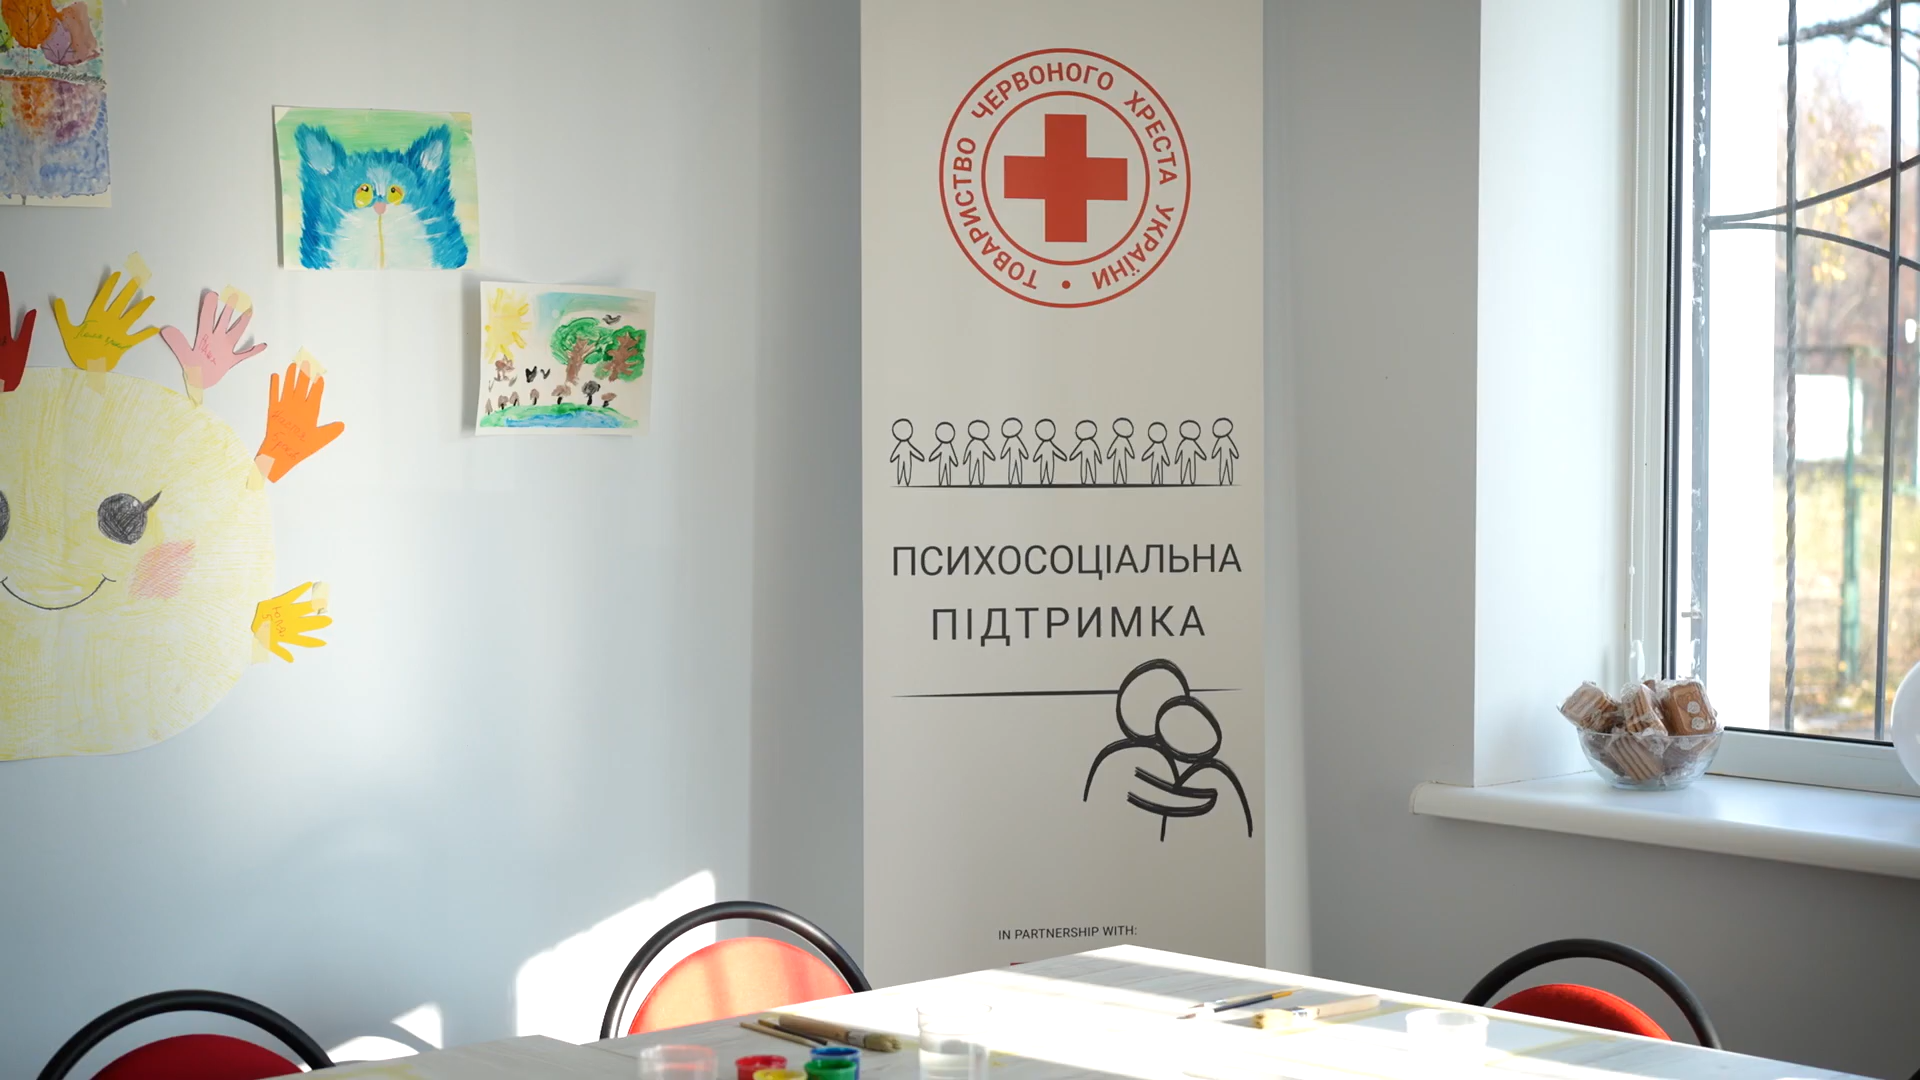 ТОВАРИСТВО ЧЕРВОНОГО ХРЕСТА УКРАЇНИ
ПСИХОСОЦІАЛЬНА
ПІДТРИМКА
IN PARTNERSHIP WITH: